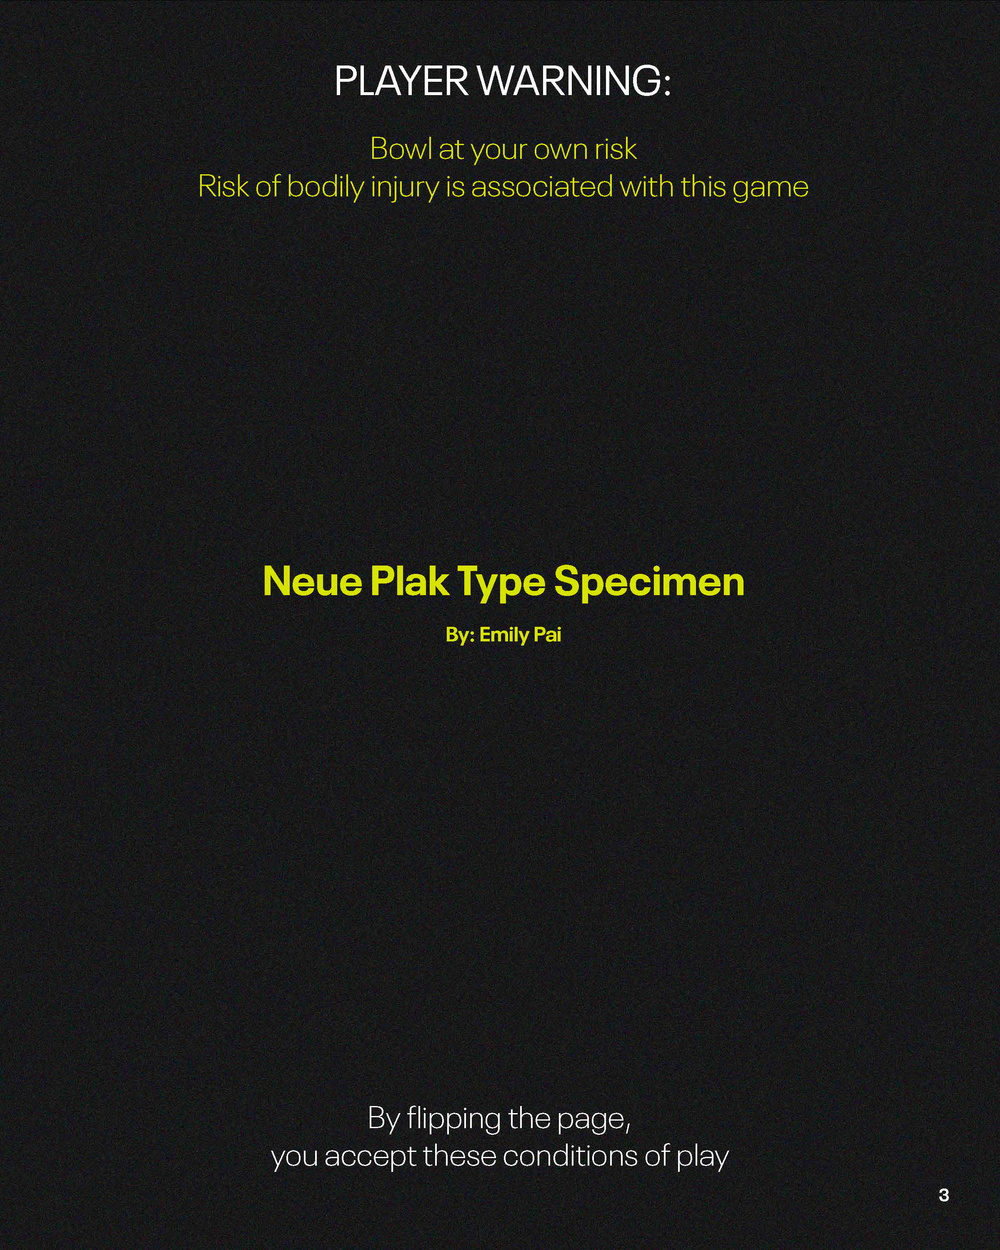 PLAYER WARNING:
Bowl at your own risk
Risk of bodily injury is associated with this game
Neue Plak Type Specimen
By: Emily Pai
By flipping the page,
you accept these conditions of play
3